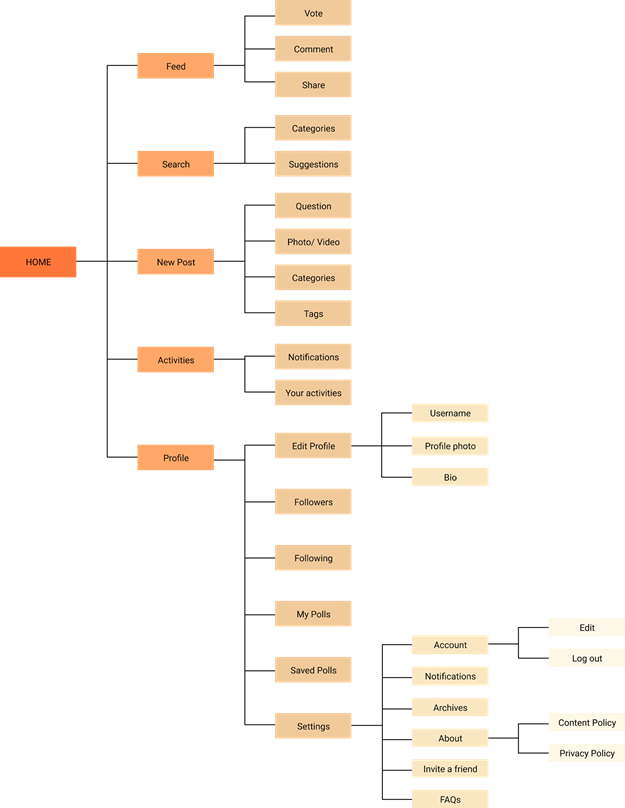 Vote
Comment
Feed
Share
Categories
Search
Suggestions
Question
Photo/ Video
HOME
New Post
Categories
Tags
Notifications
Activities
Your activities
Username
Edit Profile
Profile photo
Profile
Bio
Followers
Following
My Polls
Edit
Account
Log out
Saved Polls
Notifications
Archives
Settings
Content Policy
About
Privacy Policy
Invite a friend
FAQs